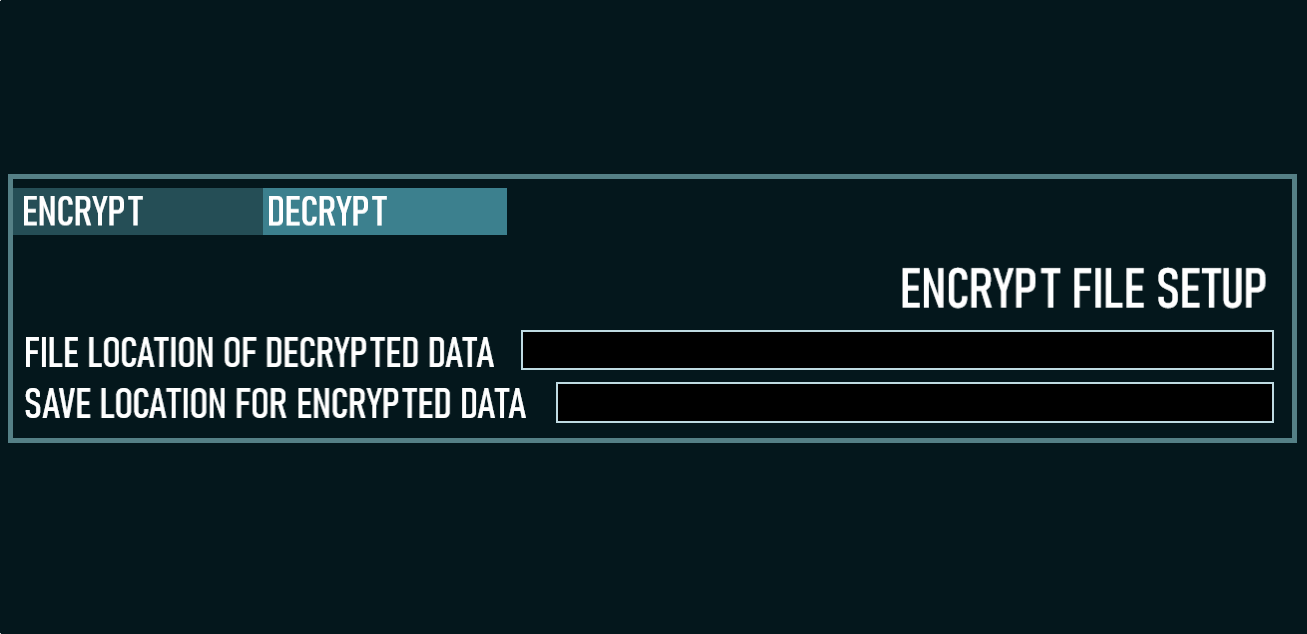 ENCRYPT
DECRYPT
ENCRYPT FILE SETUP
FILE LOCATION OF DECRYPTED DATA
SAVE LOCATION FOR ENCRYPTED DATA